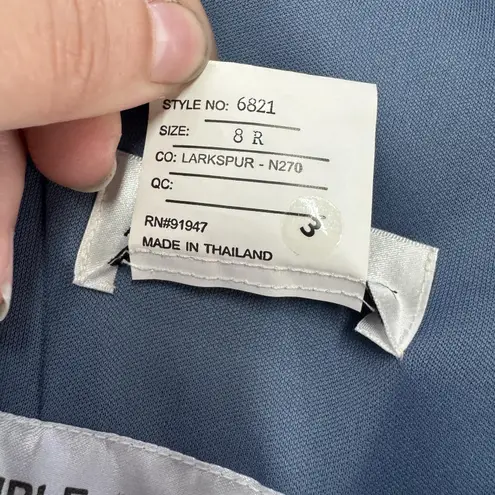 STYLE NO: 6821
SIZE: 8 R
CO: LARKSPUR - N270
QC:
3
RN#91947
MADE IN THAILAND